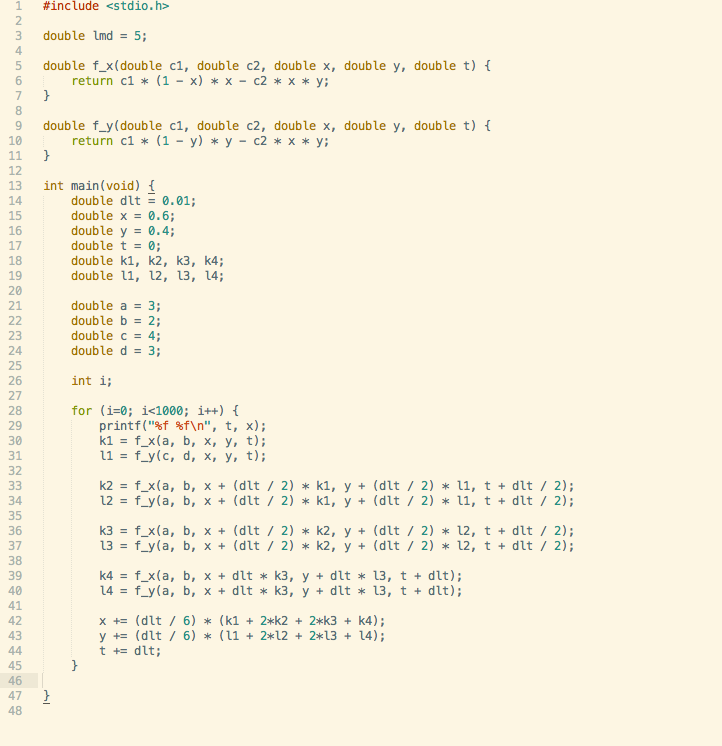 1 #include <stdio.h>
2
3 double lmd = 5;
4
5 double f_x(double c1, double c2, double x, double y, double t) {
6     return c1 * (1 - x) * x - c2 * x * y;
7 }
8
9 double f_y(double c1, double c2, double x, double y, double t) {
10     return c1 * (1 - y) * y - c2 * x * y;
11 }
12
13 int main(void) {
14     double dlt = 0.01;
15     double x = 0.6;
16     double y = 0.4;
17     double t = 0;
18     double k1, k2, k3, k4;
19     double l1, l2, l3, l4;
20
21     double a = 3;
22     double b = 2;
23     double c = 4;
24     double d = 3;
25
26     int i;
27
28     for (i=0; i<1000; i++) {
29         printf("%f %f\n", t, x);
30         k1 = f_x(a, b, x, y, t);
31         l1 = f_y(c, d, x, y, t);
32
33         k2 = f_x(a, b, x + (dlt / 2) * k1, y + (dlt / 2) * l1, t + dlt / 2);
34         l2 = f_y(a, b, x + (dlt / 2) * k1, y + (dlt / 2) * l1, t + dlt / 2);
35
36         k3 = f_x(a, b, x + (dlt / 2) * k2, y + (dlt / 2) * l2, t + dlt / 2);
37         l3 = f_y(a, b, x + (dlt / 2) * k2, y + (dlt / 2) * l2, t + dlt / 2);
38
39         k4 = f_x(a, b, x + dlt * k3, y + dlt * l3, t + dlt);
40         l4 = f_y(a, b, x + dlt * k3, y + dlt * l3, t + dlt);
41
42         x += (dlt / 6) * (k1 + 2*k2 + 2*k3 + k4);
43         y += (dlt / 6) * (l1 + 2*l2 + 2*l3 + l4);
44         t += dlt;
45     }
46
47 }
48